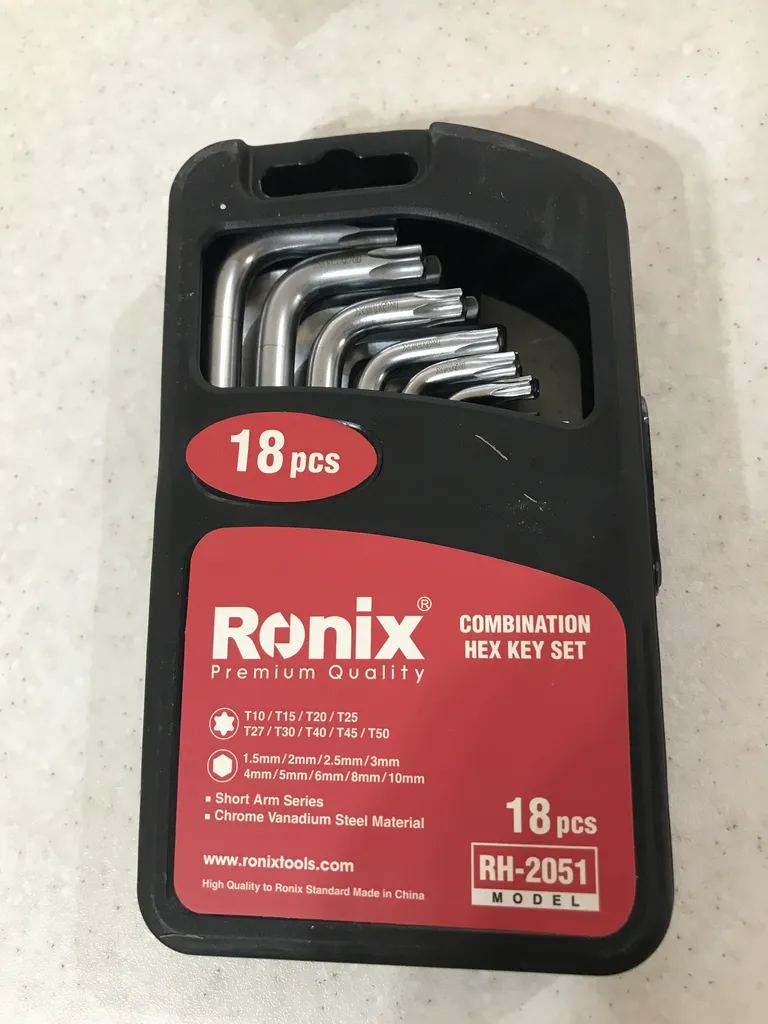 18 pcs
Ronix®
Premium Quality
COMBINATION
HEX KEY SET
T10 / T15 / T20 / T25
T27 / T30 / T40 / T45 / T50
1.5mm/2mm/2.5mm/3mm
4mm/5mm/6mm/8mm/10mm
▪ Short Arm Series
▪ Chrome Vanadium Steel Material
18 pcs
www.ronixtools.com
RH-2051
MODEL
High Quality to Ronix Standard Made in China